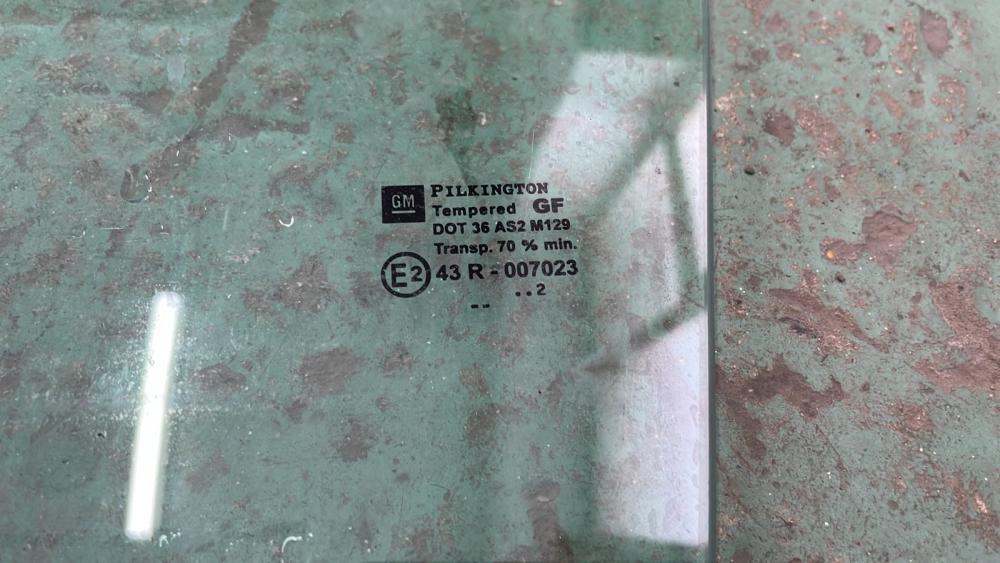 GM
PILKINGTON
Tempered GF
DOT 36 AS2 M129
Transp. 70 % min.
E2 43 R - 007023
..2
--